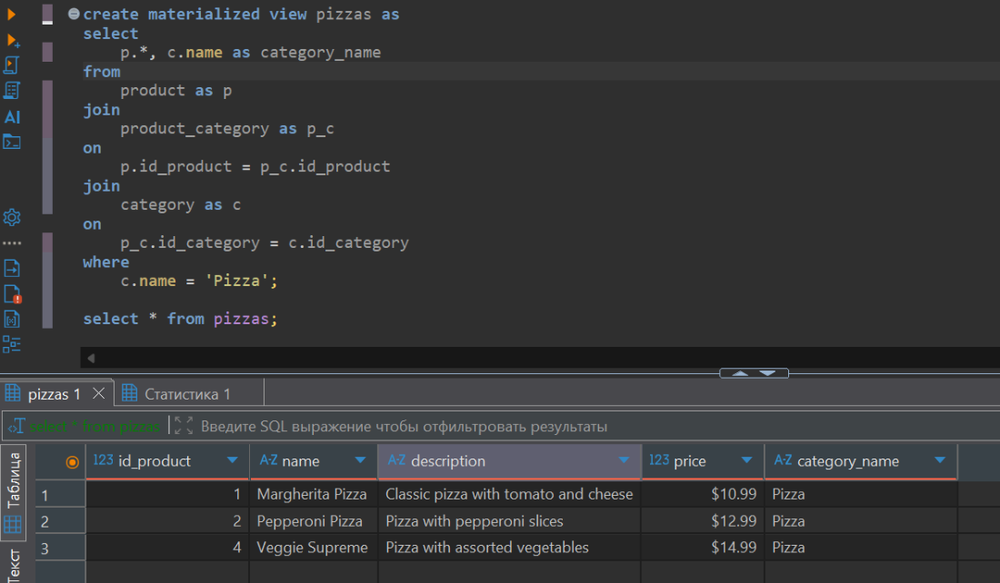 create materialized view pizzas as
select
p.*, c.name as category_name
from
product as p
join
product_category as p_c
on
p.id_product = p_c.id_product
join
category as c
on
p_c.id_category = c.id_category
where
c.name = 'Pizza';
select * from pizzas;
AI
pizzas 1
Статистика 1
select * from pizzas
Введите SQL выражение чтобы отфильтровать результаты
Таблица
Текст
123 id_product A-Z name A-Z description 123 price A-Z category_name
1 1 Margherita Pizza Classic pizza with tomato and cheese $10.99 Pizza
2 2 Pepperoni Pizza Pizza with pepperoni slices $12.99 Pizza
3 4 Veggie Supreme Pizza with assorted vegetables $14.99 Pizza